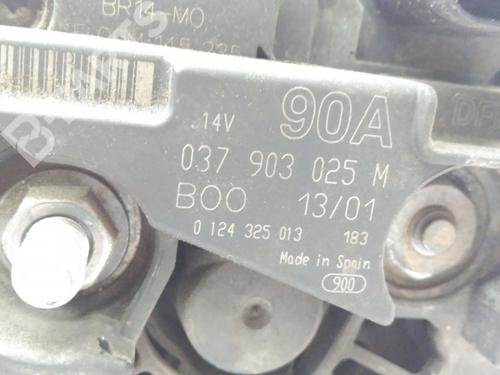 BR14-MO
14V 90A
037 903 025 M
BOO 13/01
0 124 325 013 183
Made in Spain
900